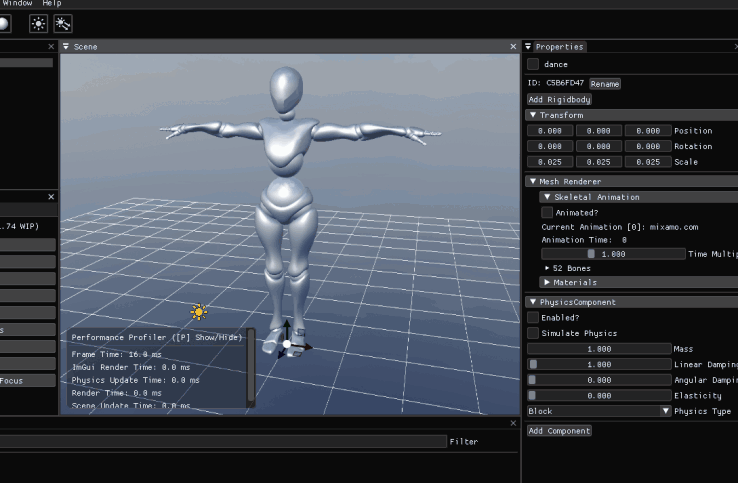 Window Help
Scene
Properties
dance
ID: C5B6FD47 Rename
Add Rigidbody
Transform
0.000 0.000 0.000 Position
0.000 0.000 0.000 Rotation
0.025 0.025 0.025 Scale
Mesh Renderer
Skeletal Animation
Animated?
Current Animation [0]: mixamo.com
Animation Time: 0
1.000 Time Multip
52 Bones
Materials
PhysicsComponent
Enabled?
Simulate Physics
1.000 Mass
1.000 Linear Damping
0.000 Angular Dampin
0.000 Elasticity
Block Physics Type
Add Component
.74 WIP)
s
Focus
Performance Profiler ([P] Show/Hide)
Frame Time: 16.0 ms
ImGui Render Time: 0.0 ms
Physics Update Time: 0.0 ms
Render Time: 0.0 ms
Scene Update Time: 0.0 ms
Filter